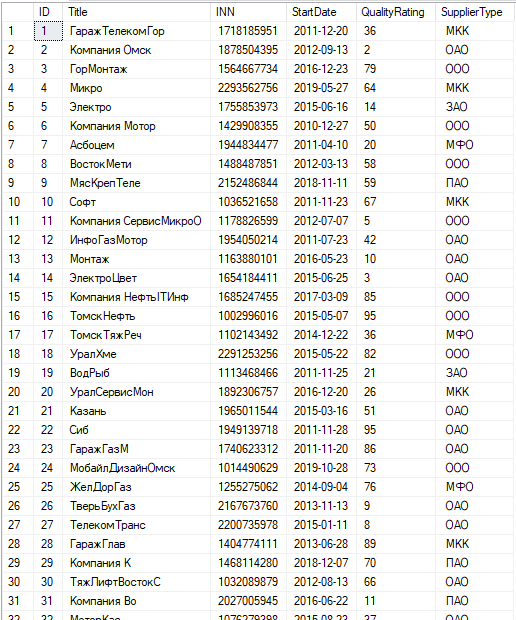 ID Title INN StartDate QualityRating SupplierType
1 1 ГаражТелекомГор 1718185951 2011-12-20 36 МКК
2 2 Компания Омск 1878504395 2012-09-13 2 ОАО
3 3 ГорМонтаж 1564667734 2016-12-23 79 ООО
4 4 Микро 2293562756 2019-05-27 64 МКК
5 5 Электро 1755853973 2015-06-16 14 ЗАО
6 6 Компания Мотор 1429908355 2010-12-27 50 ООО
7 7 Асбоцем 1944834477 2011-04-10 20 МФО
8 8 ВостокМети 1488487851 2012-03-13 58 ООО
9 9 МясКрепТеле 2152486844 2018-11-11 59 ПАО
10 10 Софт 1036521658 2011-11-23 67 МКК
11 11 Компания СервисМикроО 1178826599 2012-07-07 5 ООО
12 12 ИнфоГазМотор 1954050214 2011-07-23 42 ОАО
13 13 Монтаж 1163880101 2016-05-23 10 ОАО
14 14 ЭлектроЦвет 1654184411 2015-06-25 3 ОАО
15 15 Компания НефтьITИнф 1685247455 2017-03-09 85 ООО
16 16 ТомскНефть 1002996016 2015-05-07 95 ООО
17 17 ТомскТяжРеч 1102143492 2014-12-22 36 МФО
18 18 УралХме 2291253256 2015-05-22 82 ООО
19 19 ВодРыб 1113468466 2011-11-25 21 ЗАО
20 20 УралСервисМон 1892306757 2016-12-20 26 МКК
21 21 Казань 1965011544 2015-03-16 51 ОАО
22 22 Сиб 1949139718 2011-11-28 95 ОАО
23 23 ГаражГазМ 1740623312 2011-11-20 86 ОАО
24 24 МобайлДизайнОмск 1014490629 2019-10-28 73 ООО
25 25 ЖелДорГаз 1255275062 2014-09-04 76 МФО
26 26 ТверьБухГаз 2167673760 2013-11-13 9 ОАО
27 27 ТелекомТранс 2200735978 2015-01-11 8 ОАО
28 28 ГаражГлав 1404774111 2013-06-28 89 МКК
29 29 Компания К 1468114280 2018-12-07 70 ПАО
30 30 ТяжЛифтВостокС 1032089879 2012-08-13 66 ОАО
31 31 Компания Во 2027005945 2016-06-22 11 ПАО
32 32 МоторКар 1076279398 2015-08-23 37 ОАО